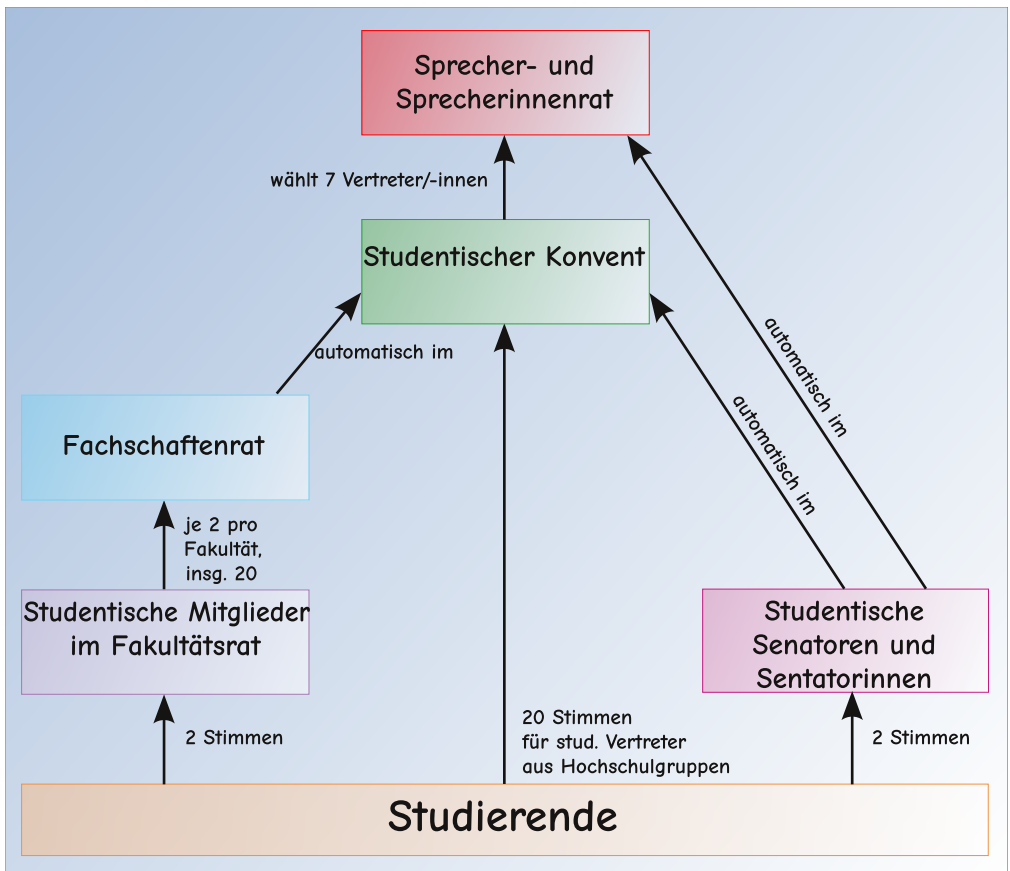 Sprecher- und
Sprecherinnenrat
wählt 7 Vertreter/-innen
Studentischer Konvent
automatisch im
automatisch im
automatisch im
Fachschaftenrat
je 2 pro
Fakultät,
insg. 20
Studentische Mitglieder
im Fakultätsrat
Studentische
Senatoren und
Sentatorinnen
2 Stimmen
20 Stimmen
für stud. Vertreter
aus Hochschulgruppen
2 Stimmen
Studierende